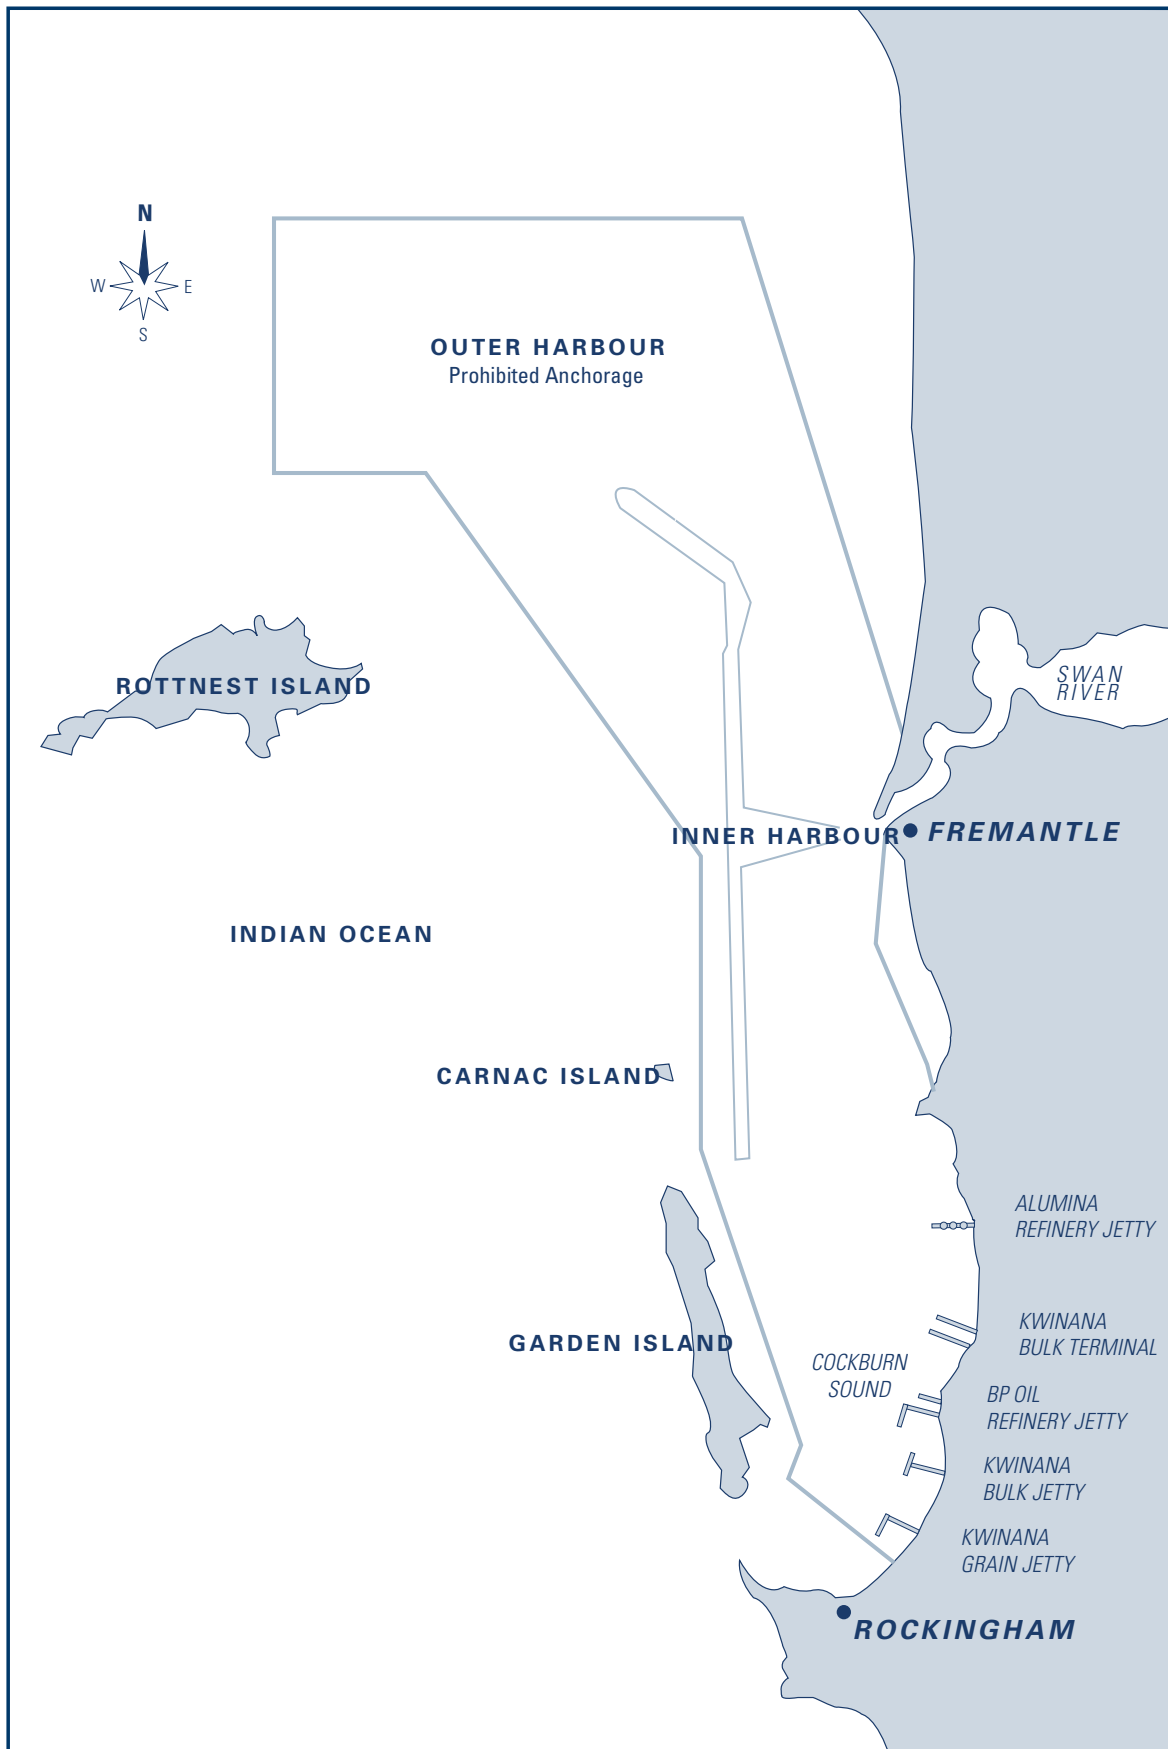 N
W
E
S
OUTER HARBOUR
Prohibited Anchorage
ROTTNEST ISLAND
SWAN
RIVER
INNER HARBOUR
FREMANTLE
INDIAN OCEAN
CARNAC ISLAND
ALUMINA
REFINERY JETTY
GARDEN ISLAND
KWINANA
BULK TERMINAL
COCKBURN
SOUND
BP OIL
REFINERY JETTY
KWINANA
BULK JETTY
KWINANA
GRAIN JETTY
ROCKINGHAM